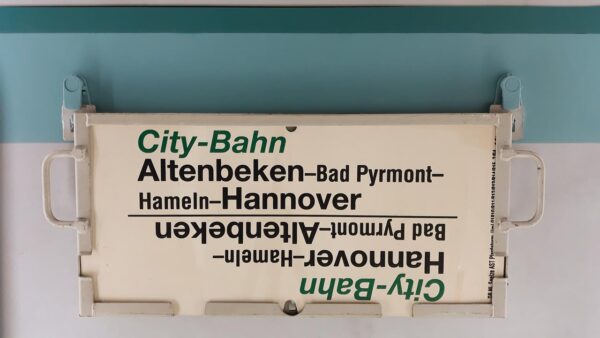 City-Bahn
Altenbeken–Bad Pyrmont–
Hameln–Hannover
City-Bahn
Hannover–Hameln–
Bad Pyrmont–Altenbeken